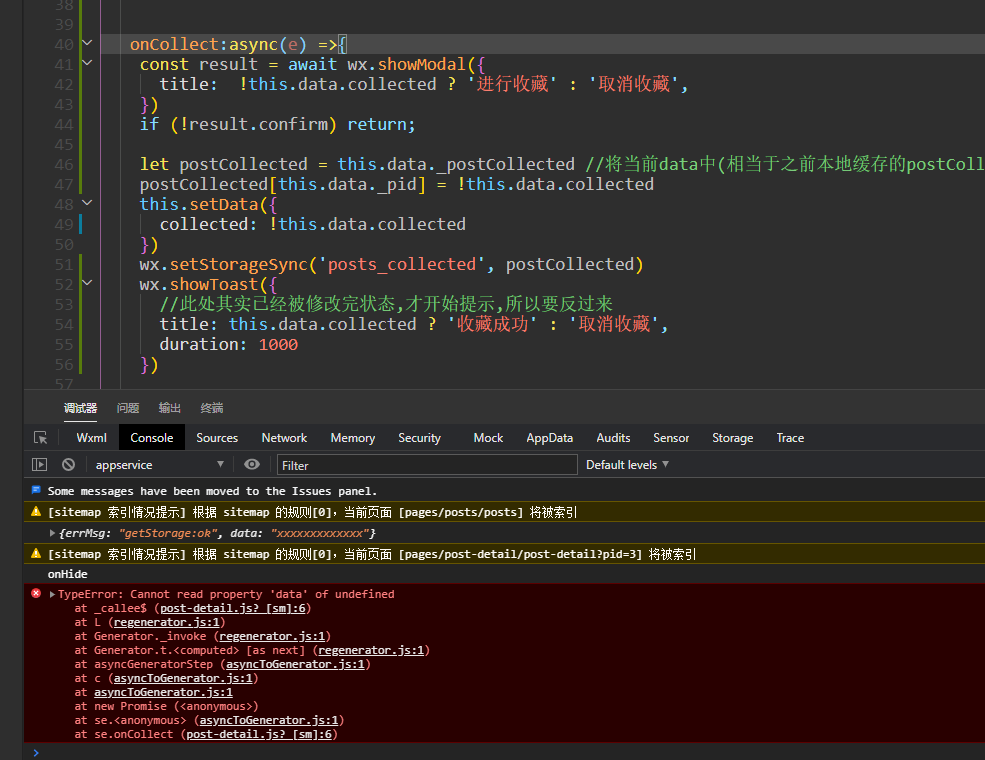 38
39
40 onCollect:async(e) =>{
41 const result = await wx.showModal({
42 title:  !this.data.collected ? '进行收藏' : '取消收藏',
43 })
44 if (!result.confirm) return;
45
46 let postCollected = this.data._postCollected //将当前data中(相当于之前本地缓存的postColl
47 postCollected[this.data._pid] = !this.data.collected
48 this.setData({
49 collected: !this.data.collected
50 })
51 wx.setStorageSync('posts_collected', postCollected)
52 wx.showToast({
53 //此处其实已经被修改完状态,才开始提示,所以要反过来
54 title: this.data.collected ? '收藏成功' : '取消收藏',
55 duration: 1000
56 })
57
调试器 问题 输出 终端
Wxml Console Sources Network Memory Security Mock AppData Audits Sensor Storage Trace
appservice Filter Default levels
Some messages have been moved to the Issues panel.
[sitemap 索引情况提示] 根据 sitemap 的规则[0]，当前页面 [pages/posts/posts] 将被索引
{errMsg: "getStorage:ok", data: "xxxxxxxxxxxxx"}
[sitemap 索引情况提示] 根据 sitemap 的规则[0]，当前页面 [pages/post-detail/post-detail?pid=3] 将被索引
onHide
TypeError: Cannot read property 'data' of undefined
at _callee$ (post-detail.js? [sm]:6)
at L (regenerator.js:1)
at Generator._invoke (regenerator.js:1)
at Generator.t.<computed> [as next] (regenerator.js:1)
at asyncGeneratorStep (asyncToGenerator.js:1)
at c (asyncToGenerator.js:1)
at asyncToGenerator.js:1
at new Promise (<anonymous>)
at se.<anonymous> (asyncToGenerator.js:1)
at se.onCollect (post-detail.js? [sm]:6)